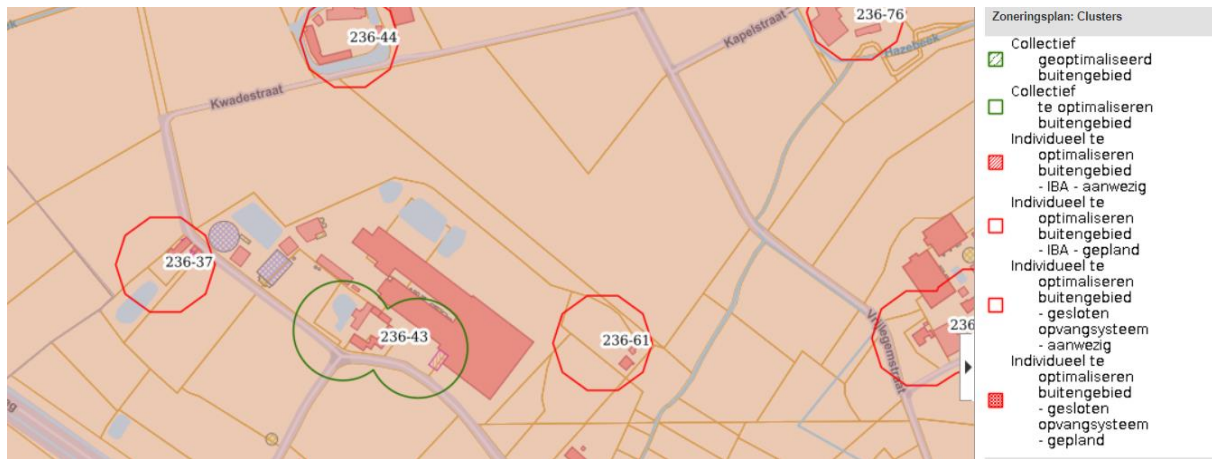 236-44
236-76
Kapelstraat
Hazebeek
Kwadestraat
236-37
236-43
236-61
236
Vrijlegemstraat
Zoneringsplan: Clusters
Collectief
geoptimaliseerd
buitengebied
Collectief
te optimaliseren
buitengebied
Individueel te
optimaliseren
buitengebied
- IBA - aanwezig
Individueel te
optimaliseren
buitengebied
- IBA - gepland
Individueel te
optimaliseren
buitengebied
- gesloten
opvangsysteem
- aanwezig
Individueel te
optimaliseren
buitengebied
- gesloten
opvangsysteem
- gepland